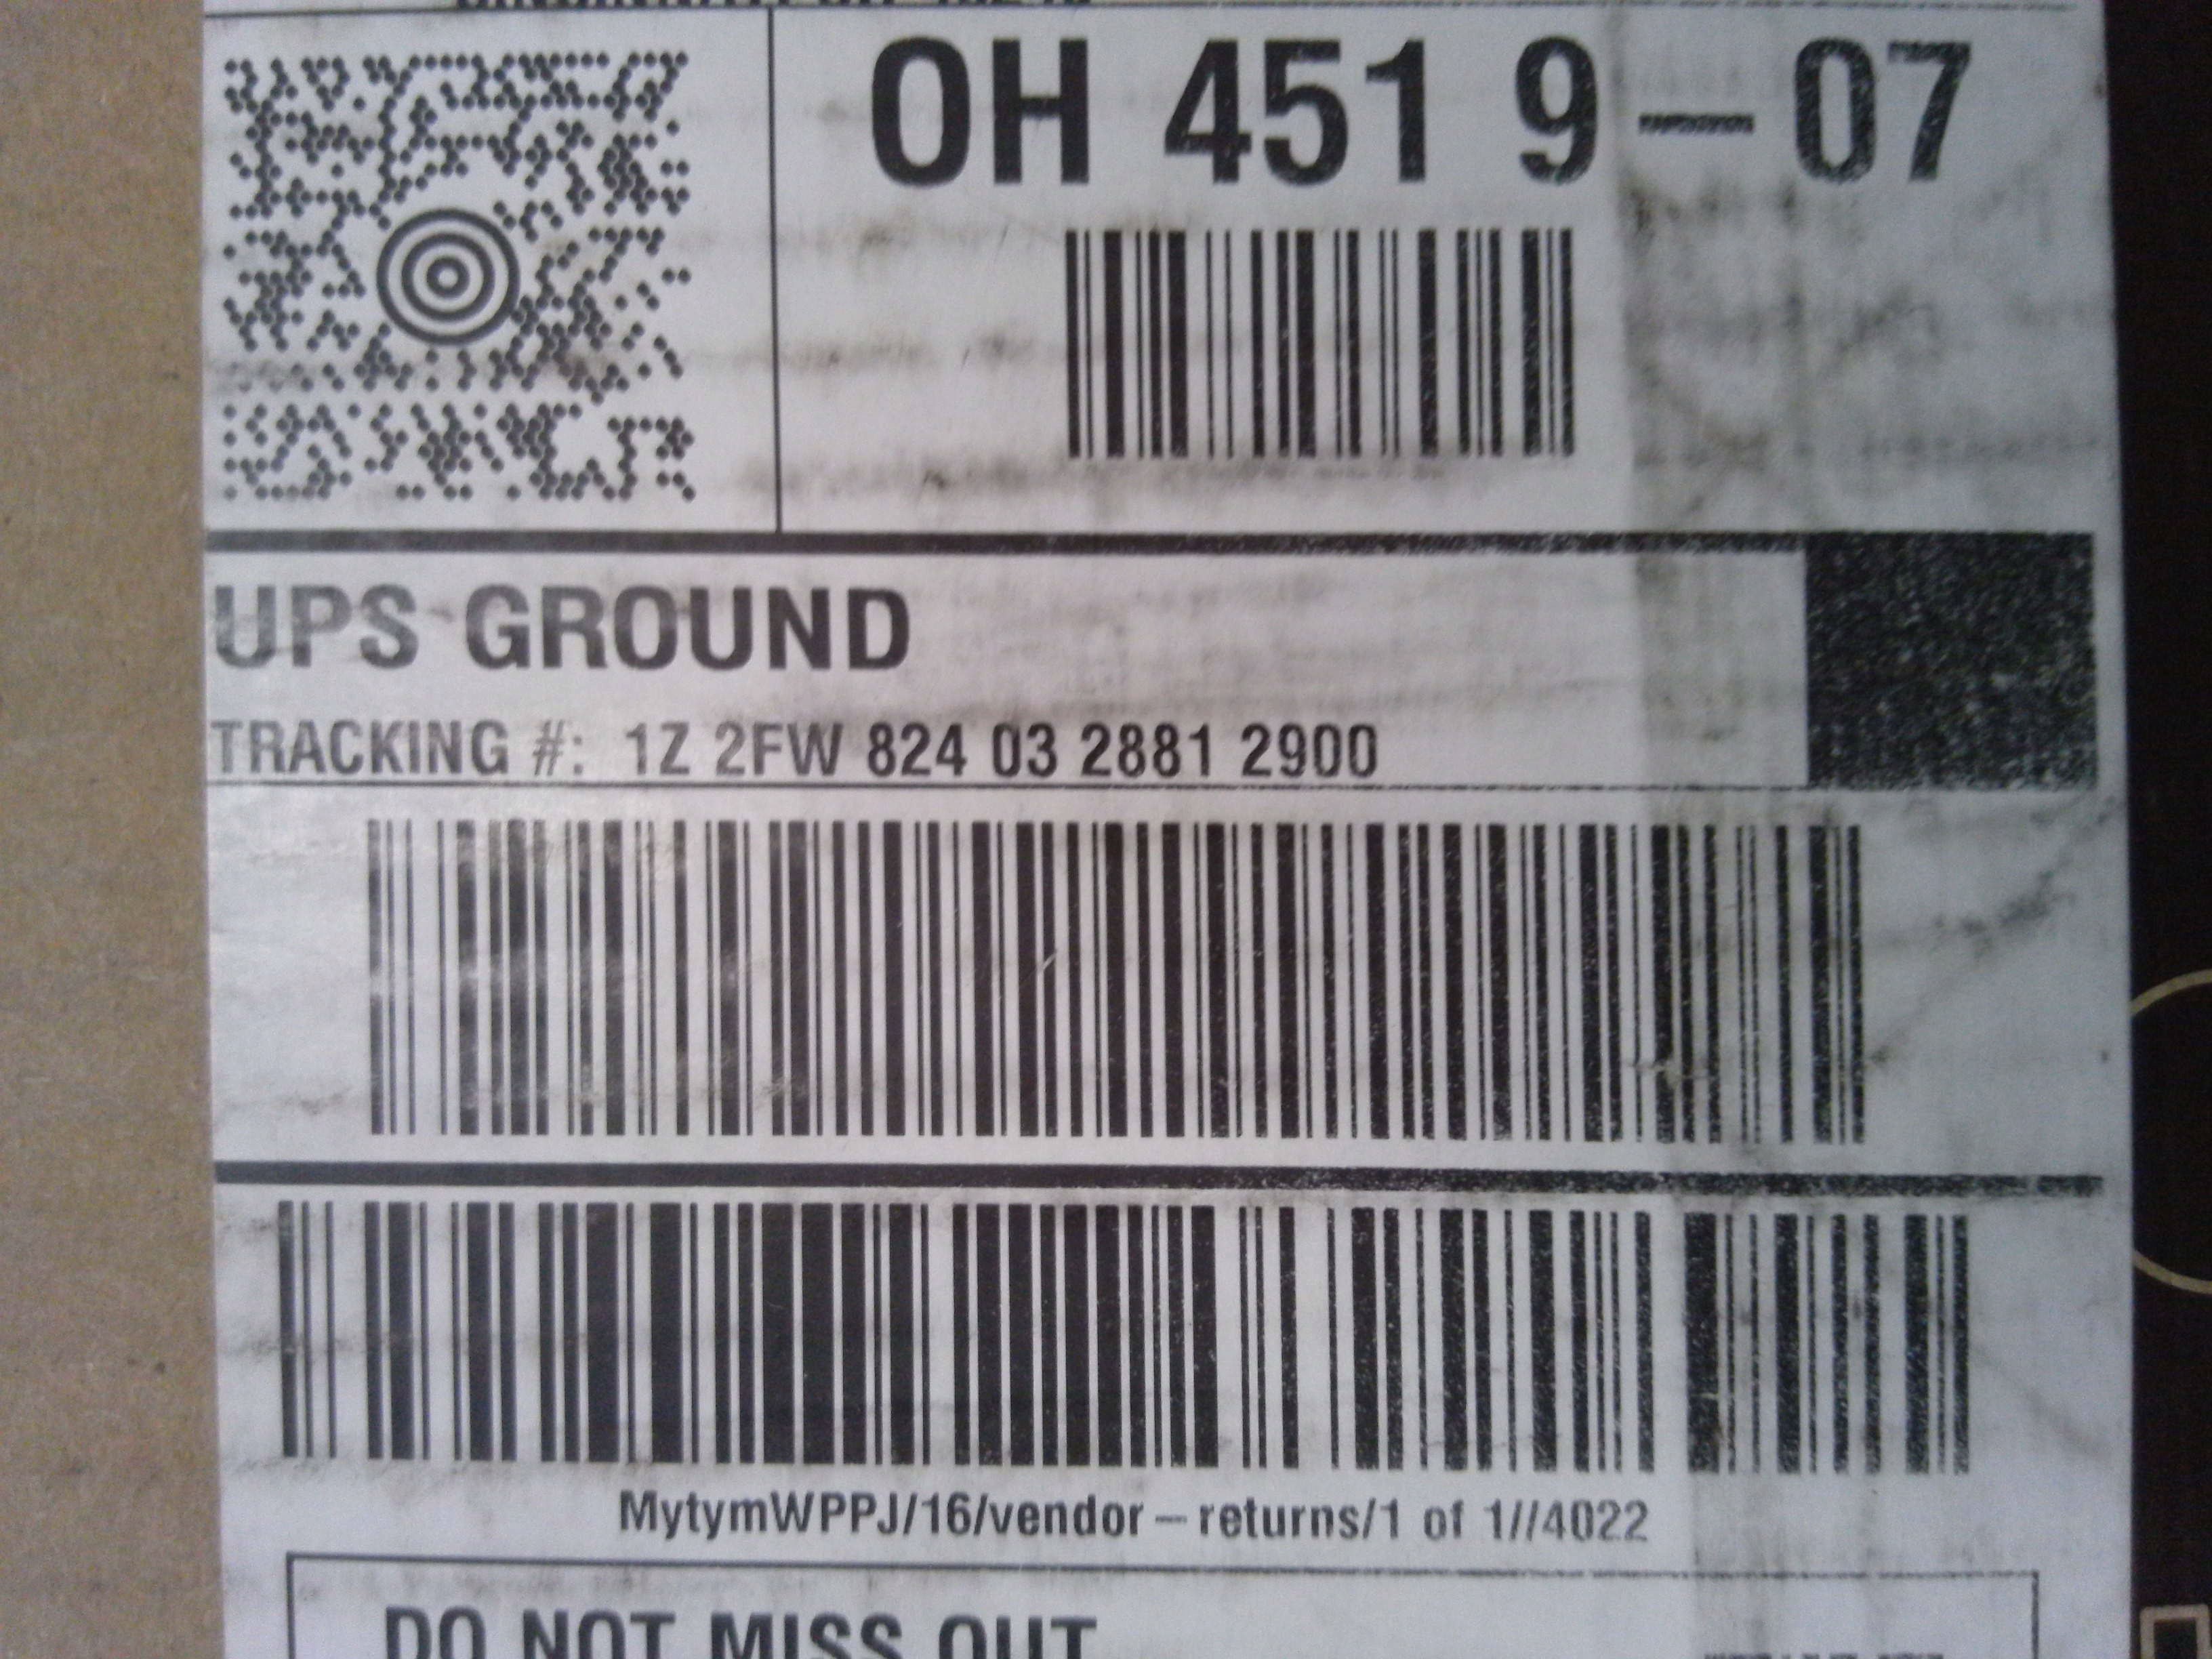 OH 451 9-07
UPS GROUND
TRACKING #: 1Z 2FW 824 03 2881 2900
MytymWPPJ/16/vendor-returns/1 of 1//4022
DO NOT MISS OUT